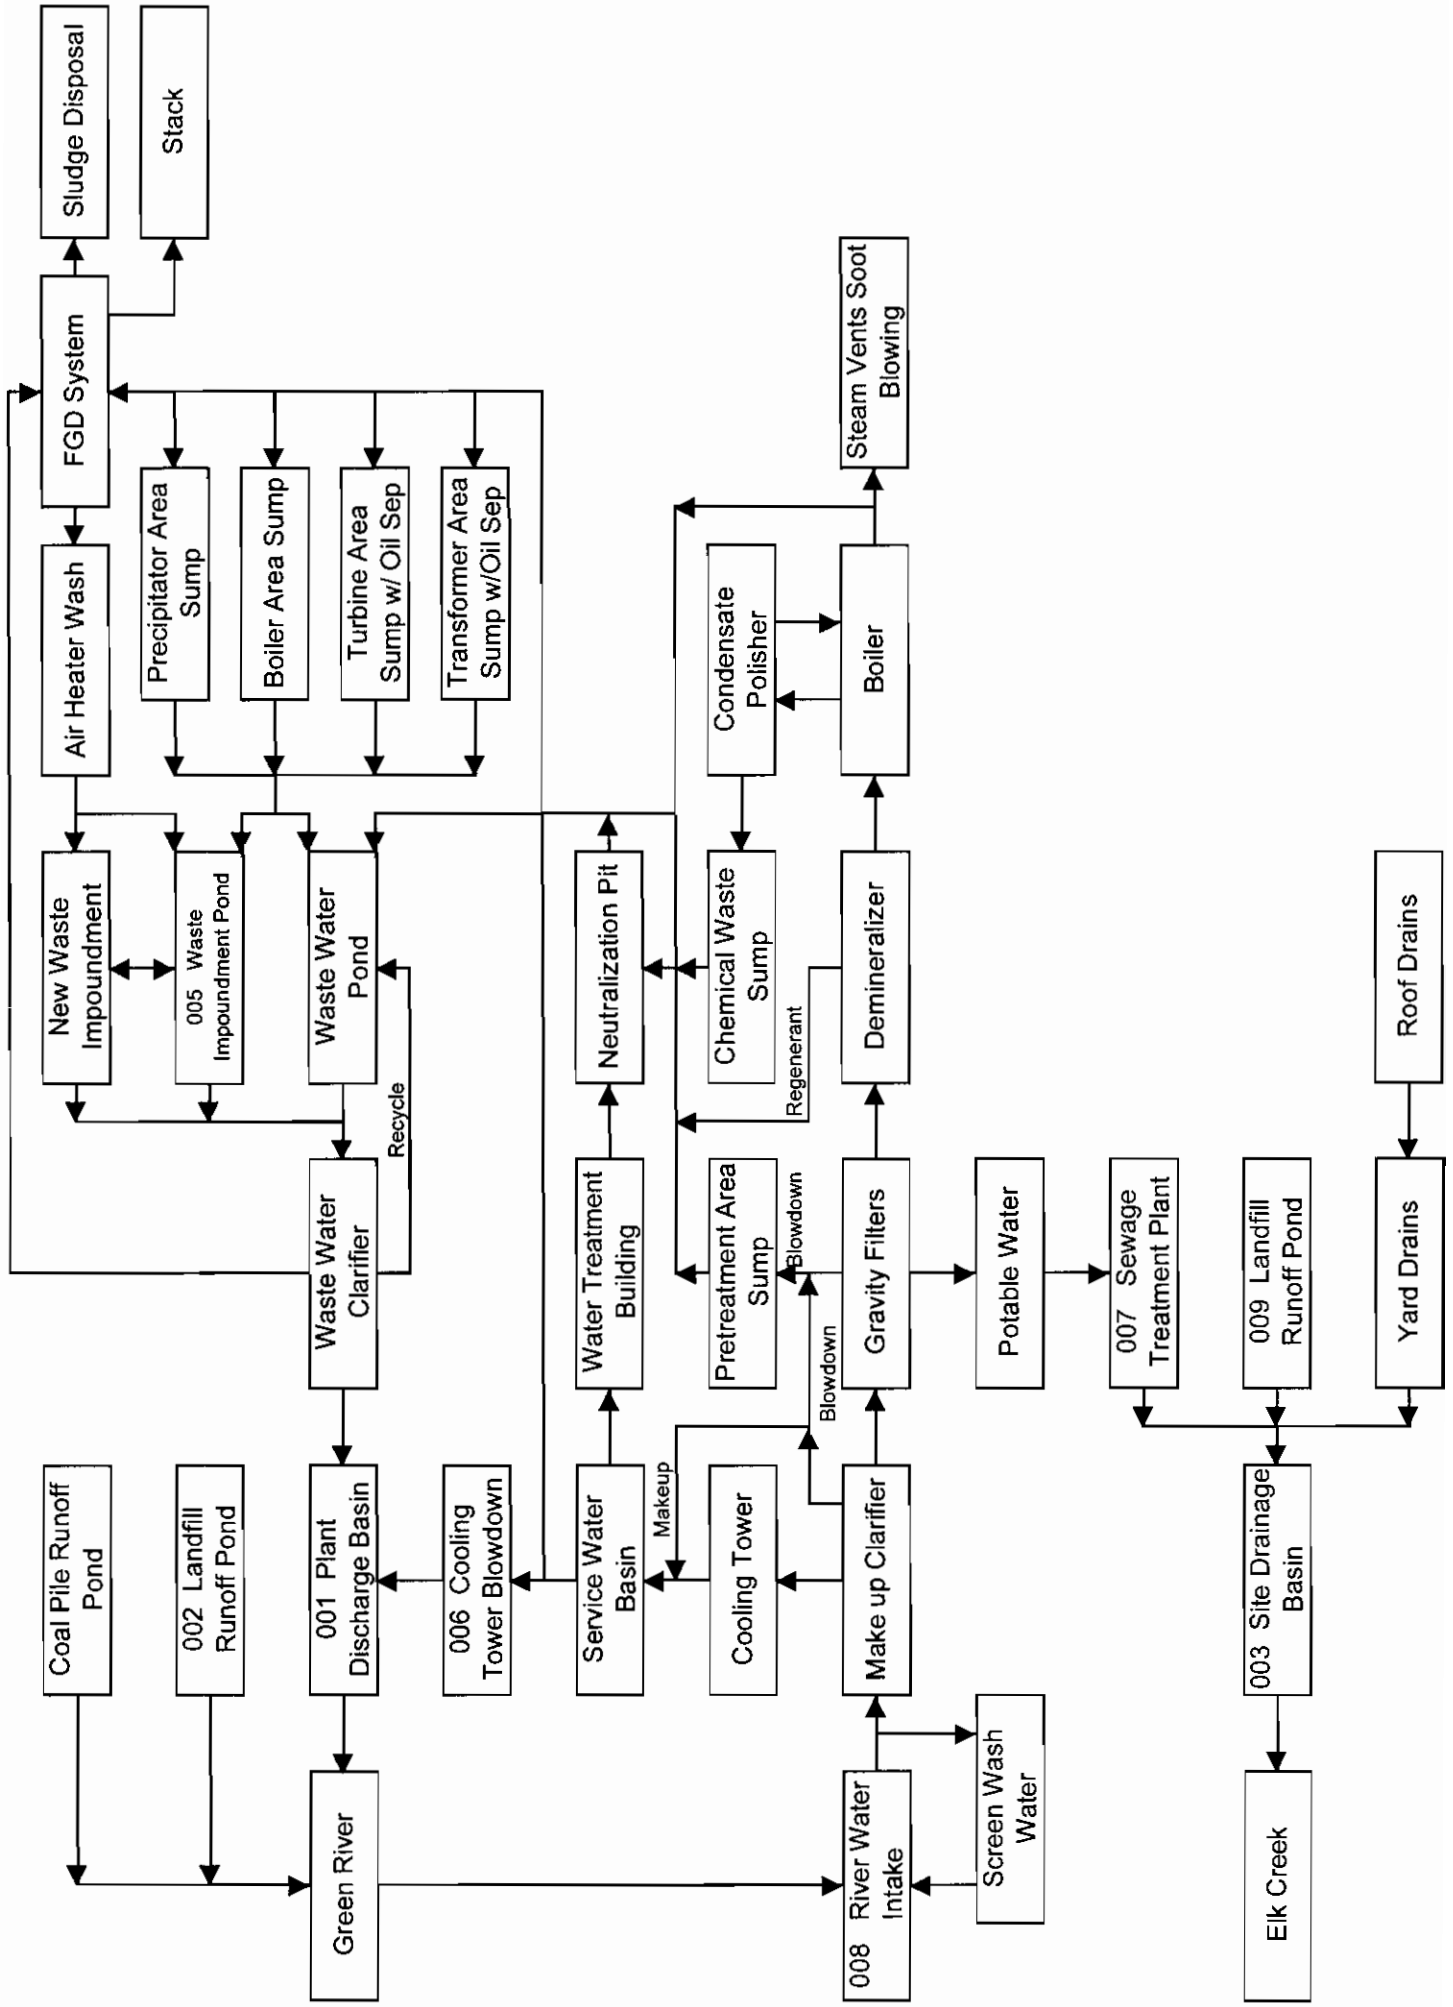 Coal Pile Runoff
Pond
002 Landfill
Runoff Pond
Green River
001 Plant
Discharge Basin
Waste Water
Clarifier
Recycle
New Waste
Impoundment
005 Waste
Impoundment Pond
Waste Water
Pond
Air Heater Wash
Precipitator Area
Sump
Boiler Area Sump
Turbine Area
Sump w/ Oil Sep
Transformer Area
Sump w/Oil Sep
FGD System
Sludge Disposal
Stack
006 Cooling
Tower Blowdown
Service Water
Basin
Water Treatment
Building
Neutralization Pit
Makeup
Cooling Tower
Pretreatment Area
Sump
Blowdown
Blowdown
Chemical Waste
Sump
Regenerant
Condensate
Polisher
008 River Water
Intake
Make up Clarifier
Gravity Filters
Demineralizer
Boiler
Steam Vents Soot
Blowing
Screen Wash
Water
Potable Water
007 Sewage
Treatment Plant
009 Landfill
Runoff Pond
Elk Creek
003 Site Drainage
Basin
Yard Drains
Roof Drains